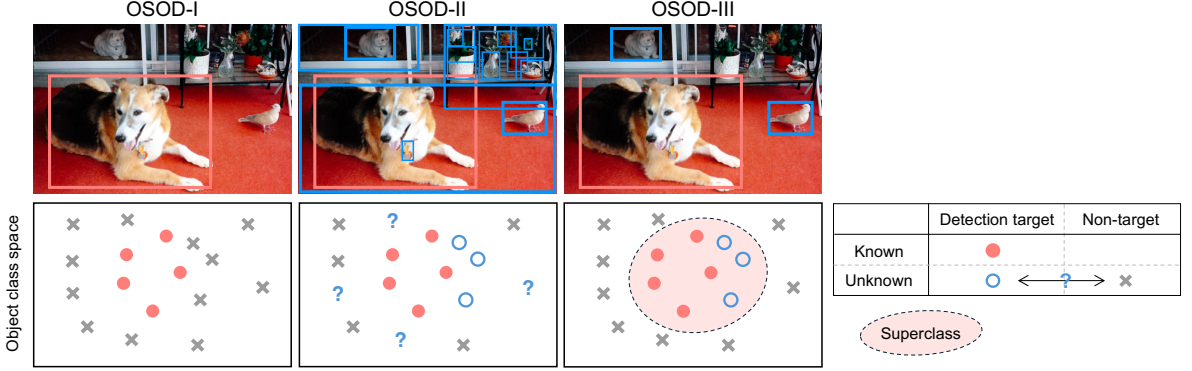 OSOD-I OSOD-II OSOD-III
Object class space
? ? ? ?
Detection target Non-target
Known
Unknown ?
Superclass